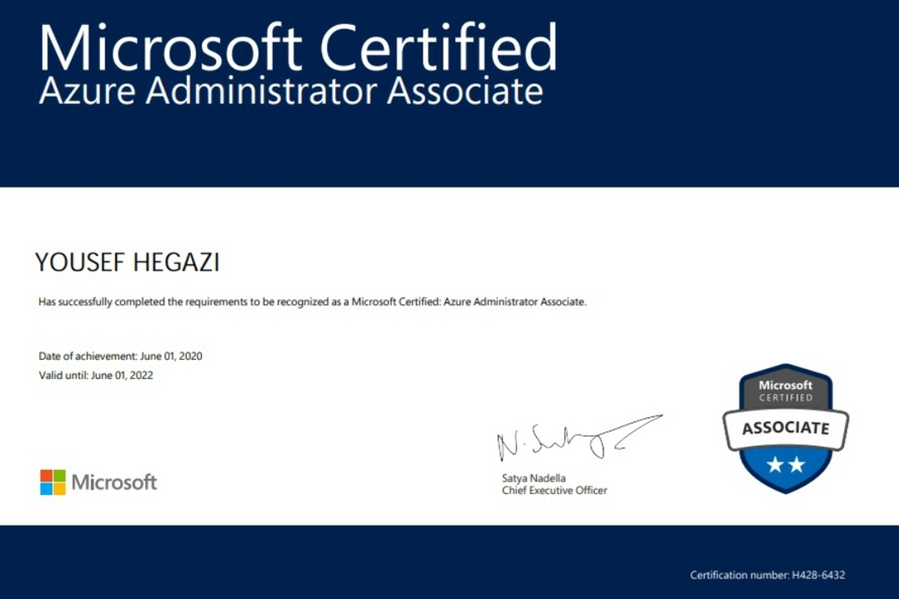 Microsoft Certified
Azure Administrator Associate
YOUSEF HEGAZI
Has successfully completed the requirements to be recognized as a Microsoft Certified: Azure Administrator Associate.
Date of achievement: June 01, 2020
Valid until: June 01, 2022
Microsoft
CERTIFIED
ASSOCIATE
N. Satya
Satya Nadella
Chief Executive Officer
Microsoft
Certification number: H428-6432